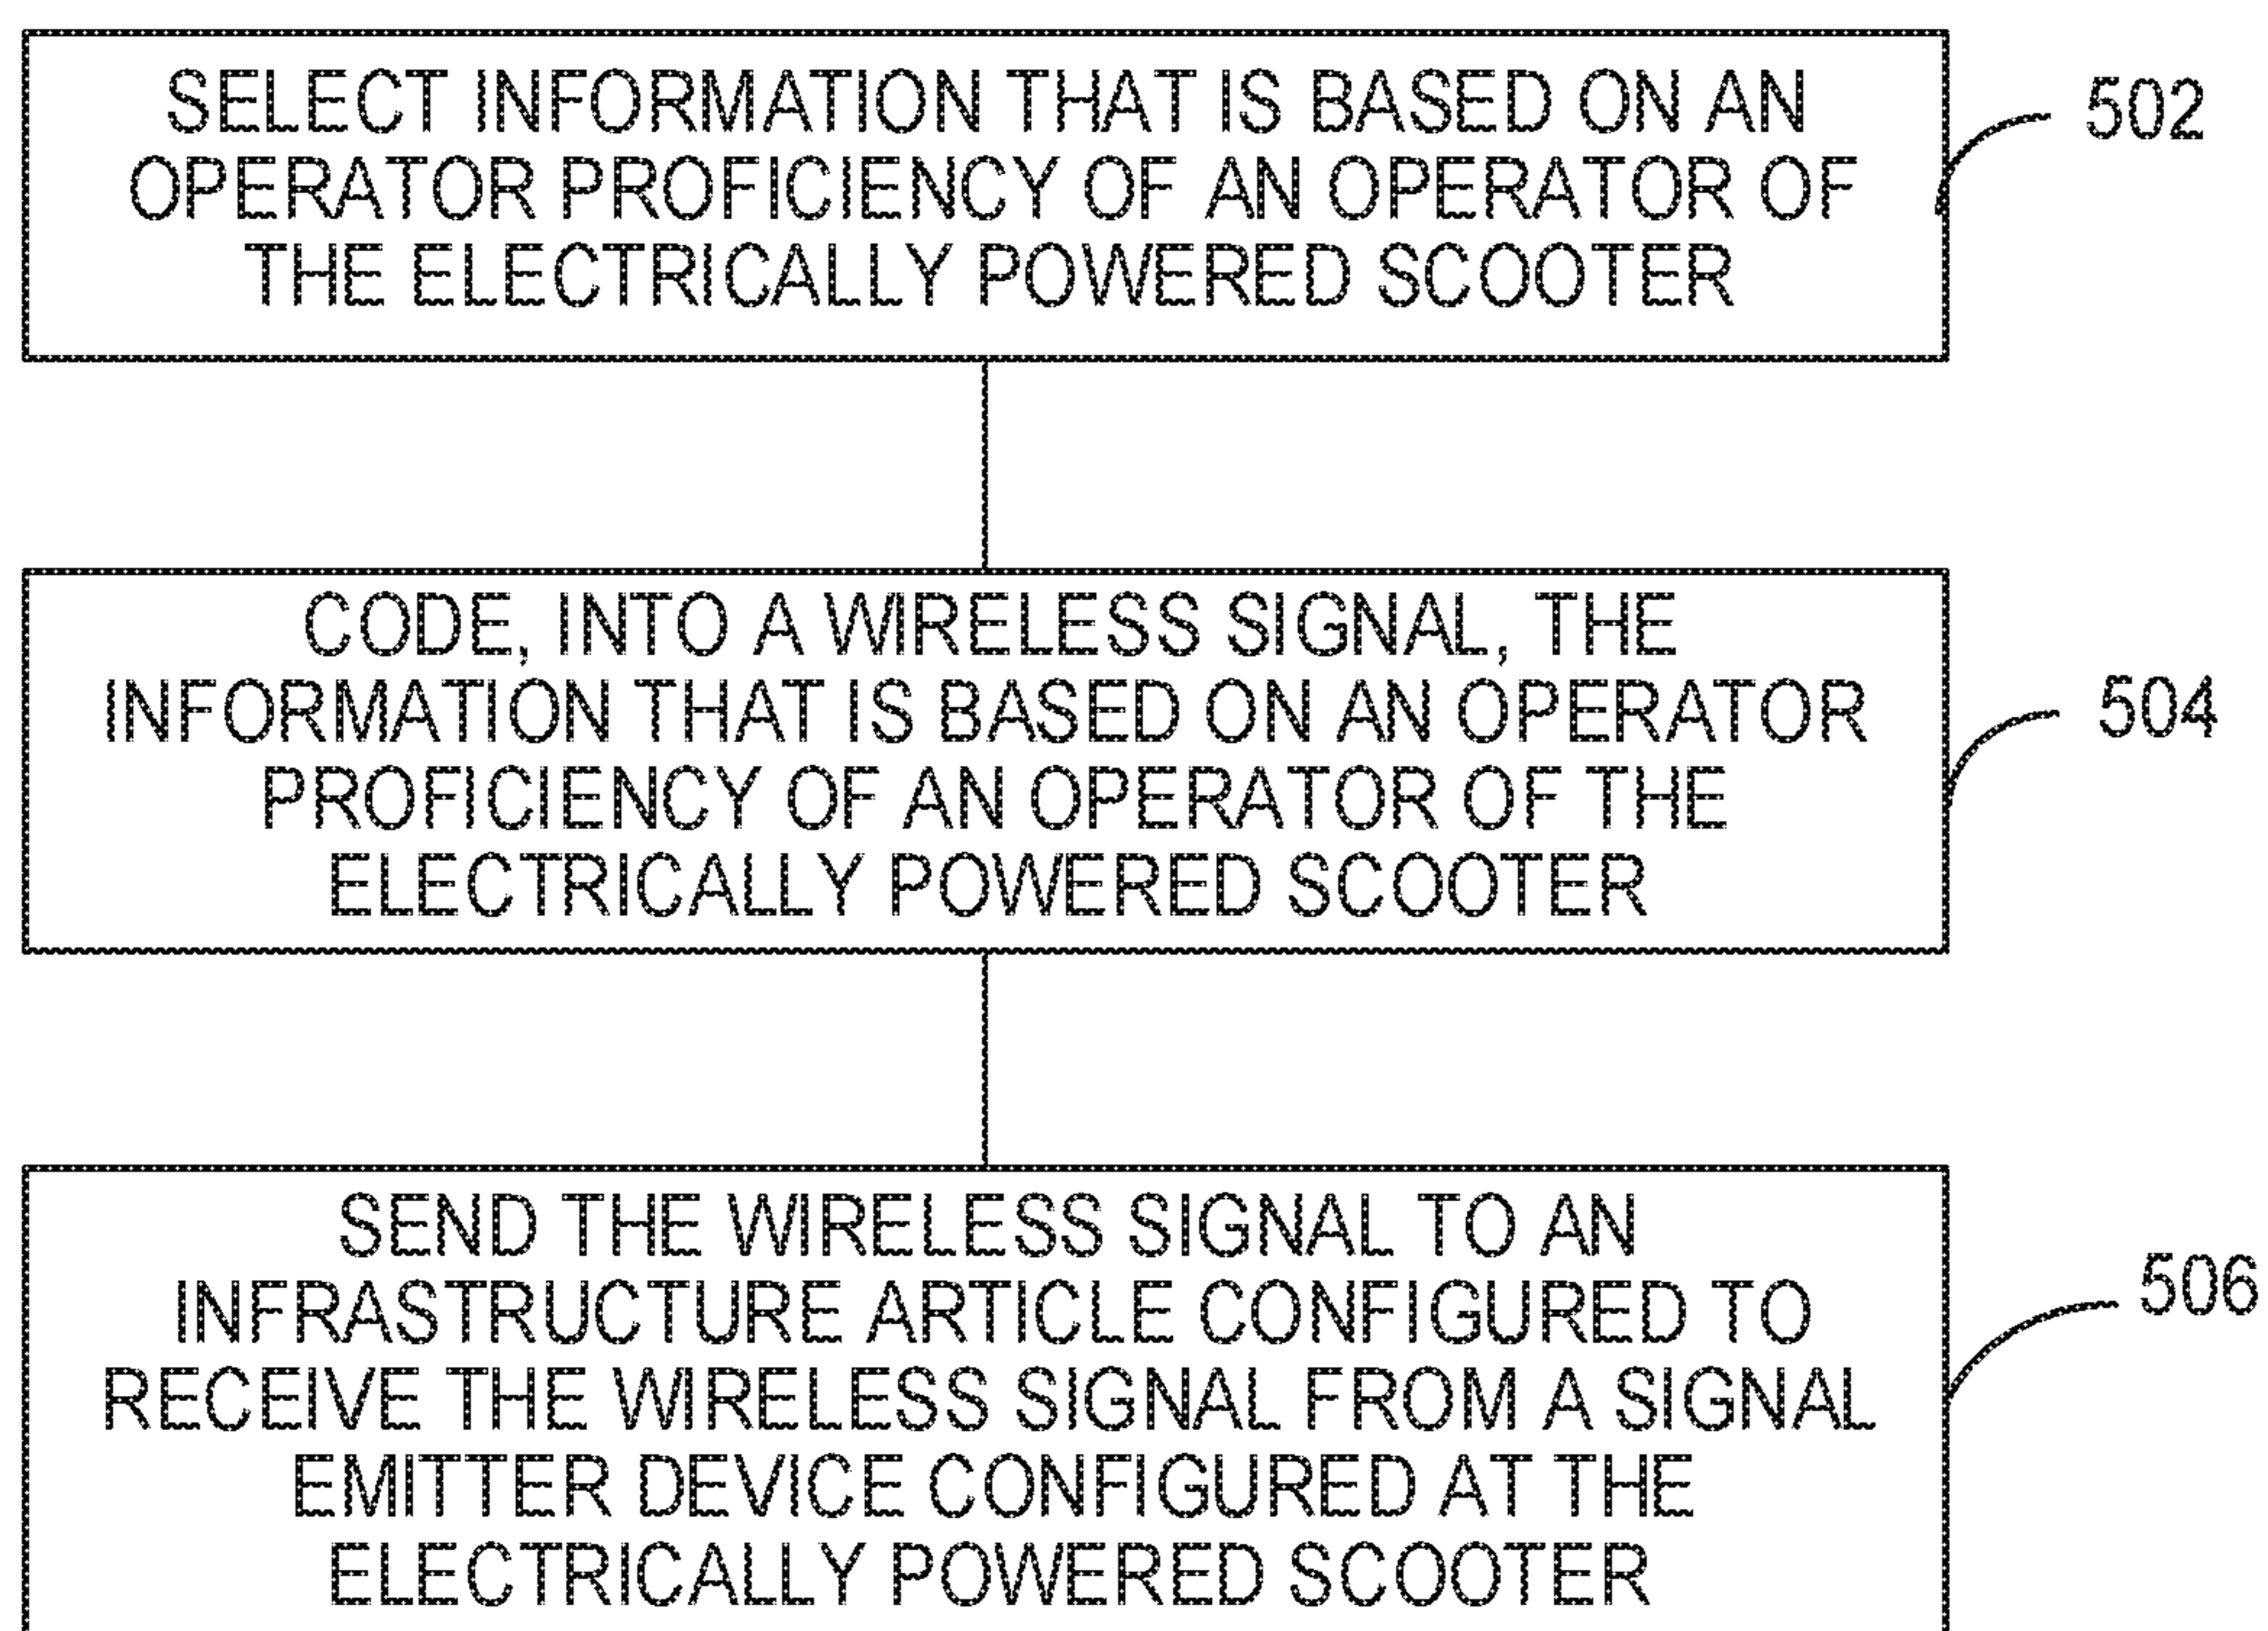 SELECT INFORMATION THAT IS BASED ON AN
OPERATOR PROFICIENCY OF AN OPERATOR OF
THE ELECTRICALLY POWERED SCOOTER
502
CODE, INTO A WIRELESS SIGNAL, THE
INFORMATION THAT IS BASED ON AN OPERATOR
PROFICIENCY OF AN OPERATOR OF THE
ELECTRICALLY POWERED SCOOTER
504
SEND THE WIRELESS SIGNAL TO AN
INFRASTRUCTURE ARTICLE CONFIGURED TO
RECEIVE THE WIRELESS SIGNAL FROM A SIGNAL
EMITTER DEVICE CONFIGURED AT THE
ELECTRICALLY POWERED SCOOTER
506